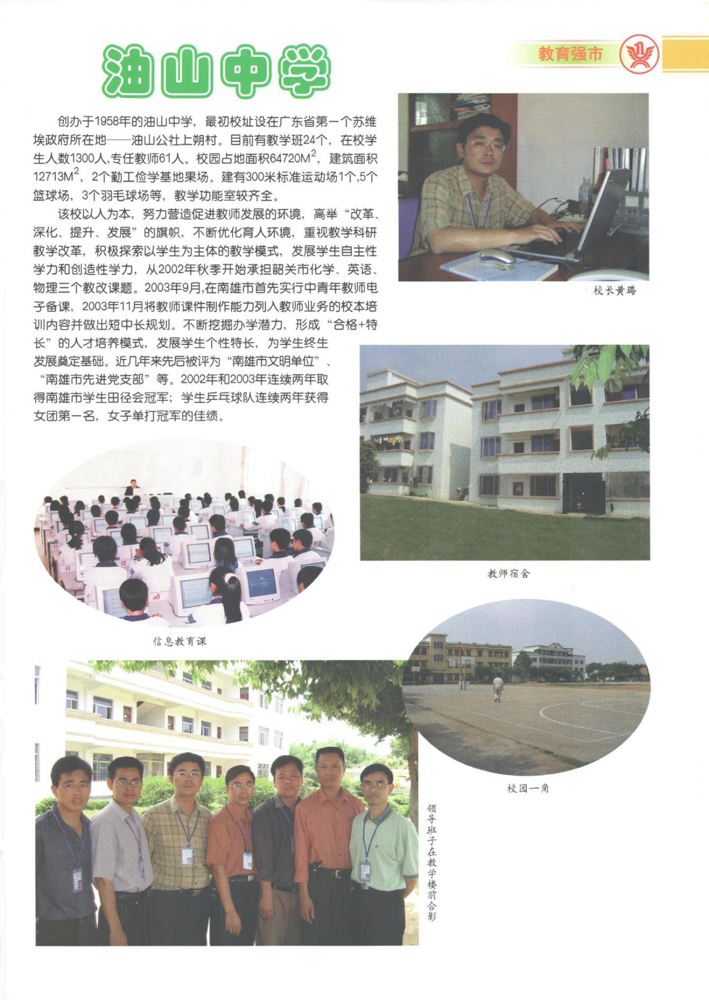 教育强市
油山中学
创办于1958年的油山中学，最初校址设在广东省第一个苏维
埃政府所在地——油山公社上朔村。目前有教学班24个，在校学
生人数1300人,专任教师61人。校园占地面积64720M²，建筑面积
12713M²，2个勤工俭学基地果场。建有300米标准运动场1个,5个
篮球场，3个羽毛球场等，教学功能室较齐全。
该校以人为本，努力营造促进教师发展的环境，高举“改革、
深化、提升、发展”的旗帜，不断优化育人环境，重视教学科研
教学改革，积极探索以学生为主体的教学模式，发展学生自主性
学力和创造性学力，从2002年秋季开始承担韶关市化学、英语、
物理三个教改课题。2003年9月,在南雄市首先实行中青年教师电
子备课，2003年11月将教师课件制作能力列入教师业务的校本培
训内容并做出短中长规划。不断挖掘办学潜力，形成“合格+特
长”的人才培养模式，发展学生个性特长，为学生终生
发展奠定基础。近几年来先后被评为“南雄市文明单位”、
“南雄市先进党支部”等。2002年和2003年连续两年取
得南雄市学生田径会冠军；学生乒乓球队连续两年获得
女团第一名，女子单打冠军的佳绩。
校长黄璐
教师宿舍
41
42
50
信息教育课
校园一角
领导班子在教学楼前合影